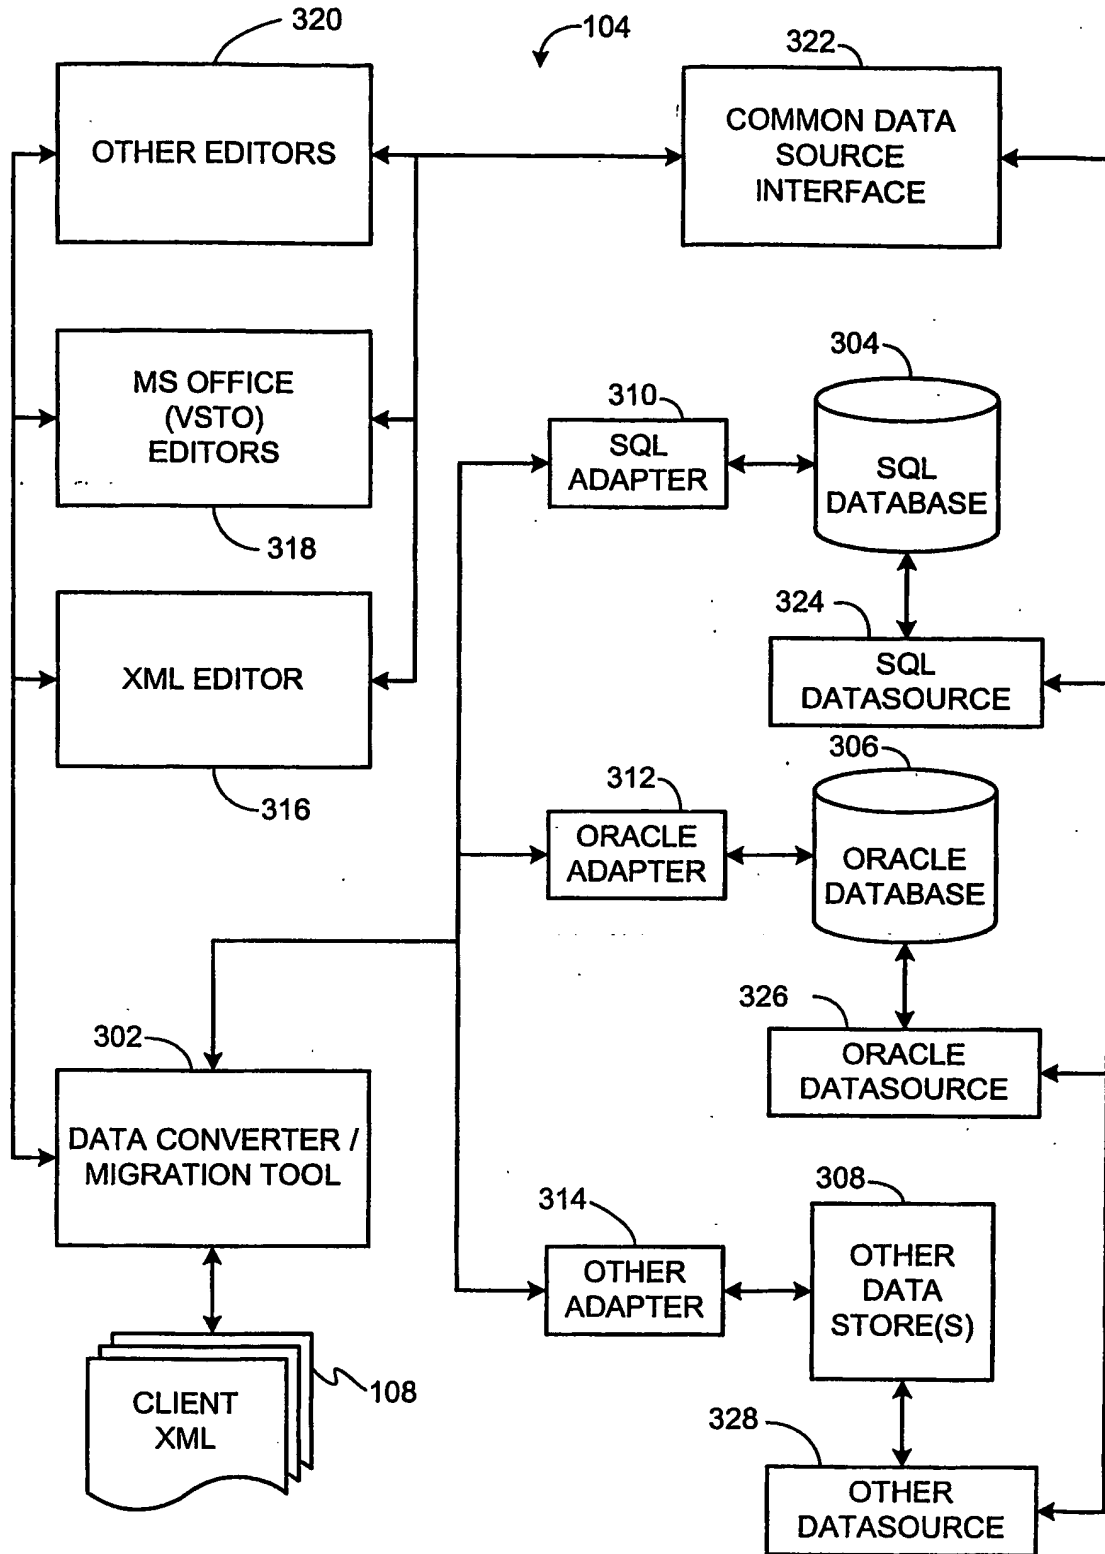 320
104
322
OTHER EDITORS
COMMON DATA
SOURCE
INTERFACE
MS OFFICE
(VSTO)
EDITORS
318
304
310
SQL
ADAPTER
SQL
DATABASE
324
SQL
DATASOURCE
XML EDITOR
316
306
312
ORACLE
ADAPTER
ORACLE
DATABASE
326
ORACLE
DATASOURCE
302
DATA CONVERTER /
MIGRATION TOOL
308
314
OTHER
ADAPTER
OTHER
DATA
STORE(S)
108
CLIENT
XML
328
OTHER
DATASOURCE